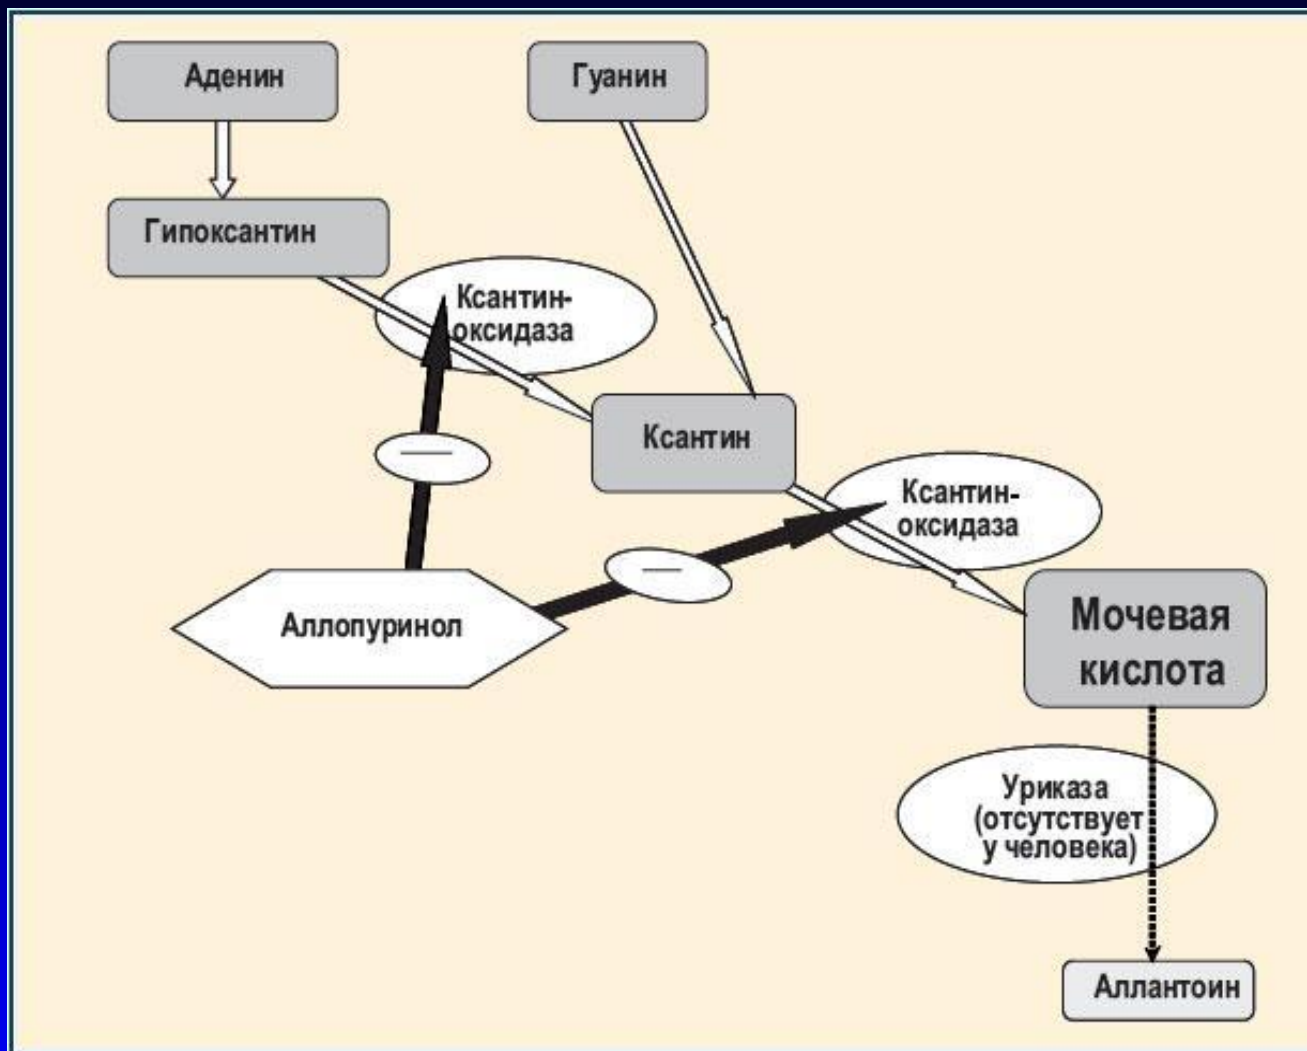 Аденин
Гуанин
Гипоксантин
Ксантин-
оксидаза
Ксантин
Ксантин-
оксидаза
Аллопуринол
Мочевая
кислота
Уриказа
(отсутствует
у человека)
Аллантоин